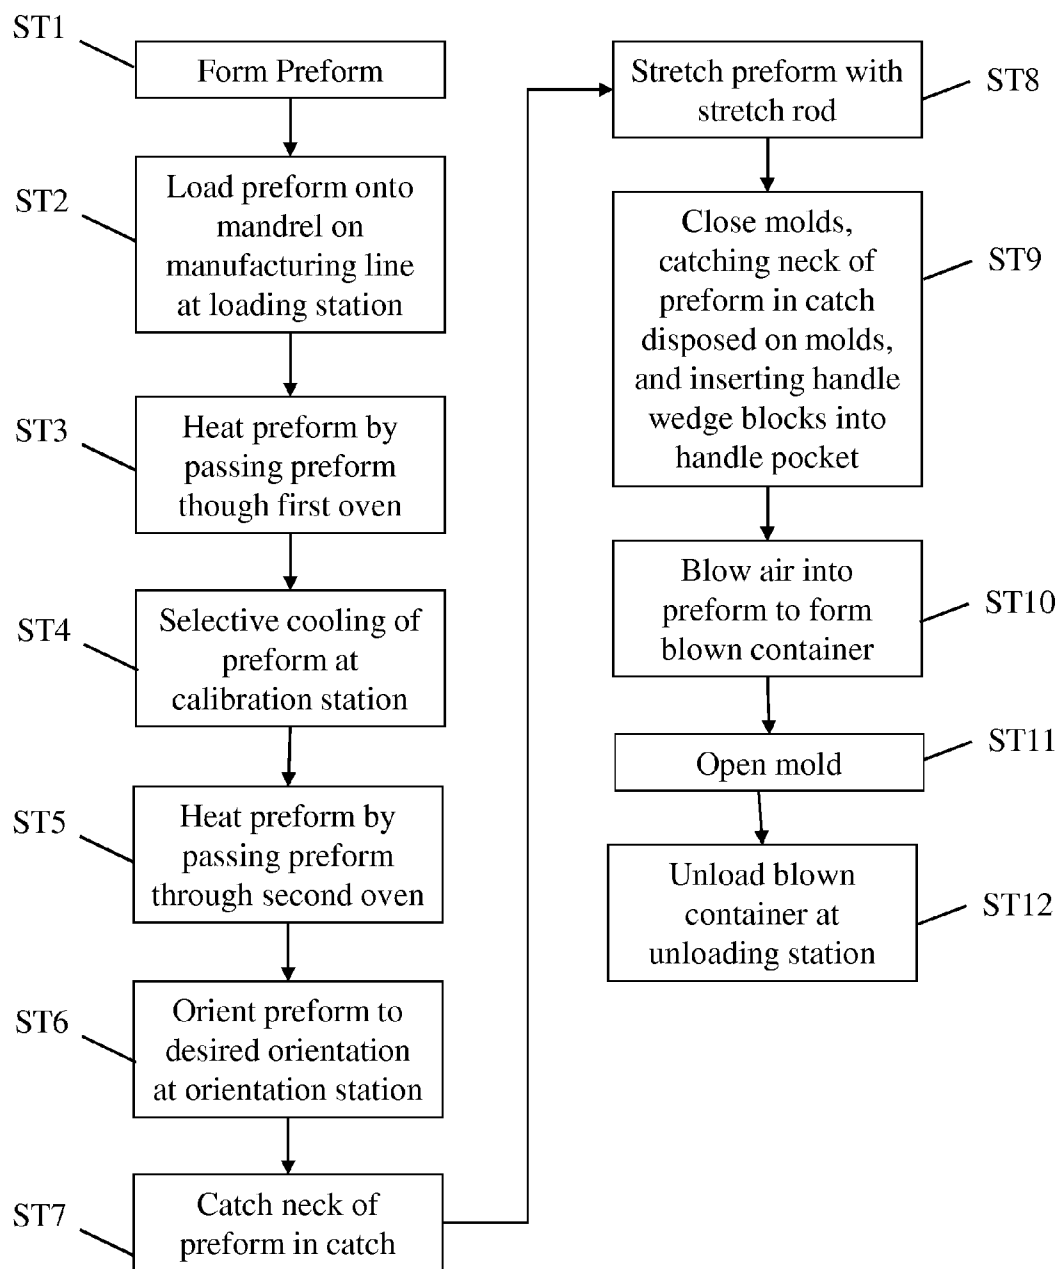 ST1
Form Preform
ST2
Load preform onto
mandrel on
manufacturing line
at loading station
ST3
Heat preform by
passing preform
though first oven
ST4
Selective cooling of
preform at
calibration station
ST5
Heat preform by
passing preform
through second oven
ST6
Orient preform to
desired orientation
at orientation station
ST7
Catch neck of
preform in catch
Stretch preform with
stretch rod
ST8
Close molds,
catching neck of
preform in catch
disposed on molds,
and inserting handle
wedge blocks into
handle pocket
ST9
Blow air into
preform to form
blown container
ST10
Open mold
ST11
Unload blown
container at
unloading station
ST12